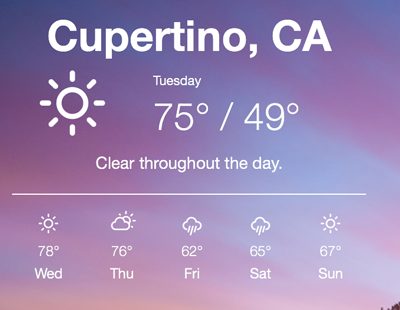 Cupertino, CA
Tuesday
75° / 49°
Clear throughout the day.
78° 76° 62° 65° 67°
Wed Thu Fri Sat Sun